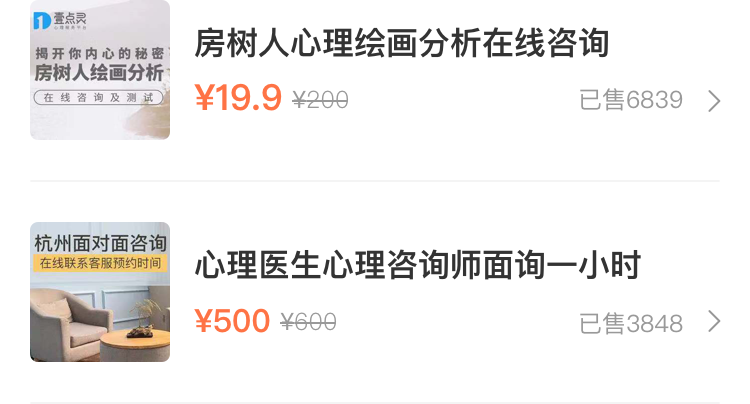 壹点灵
揭开你内心的秘密
房树人绘画分析
在线咨询及测试
房树人心理绘画分析在线咨询
¥19.9 ¥200 已售6839
杭州面对面咨询
在线联系客服预约时间
心理医生心理咨询师面询一小时
¥500 ¥600 已售3848